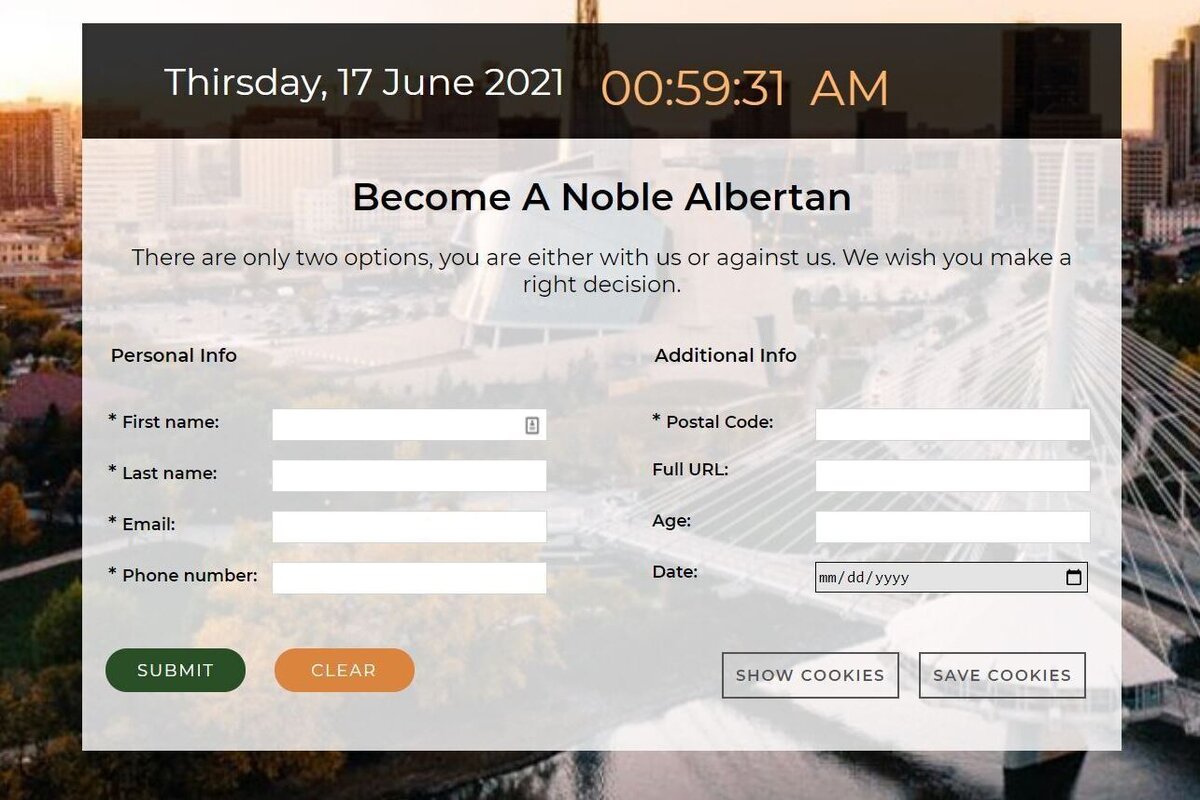 Thirsday, 17 June 2021 00:59:31 AM
Become A Noble Albertan
There are only two options, you are either with us or against us. We wish you make a
right decision.
Personal Info
Additional Info
* First name:
* Postal Code:
* Last name:
Full URL:
* Email:
Age:
* Phone number:
Date: mm/dd/yyyy
SUBMIT CLEAR SHOW COOKIES SAVE COOKIES